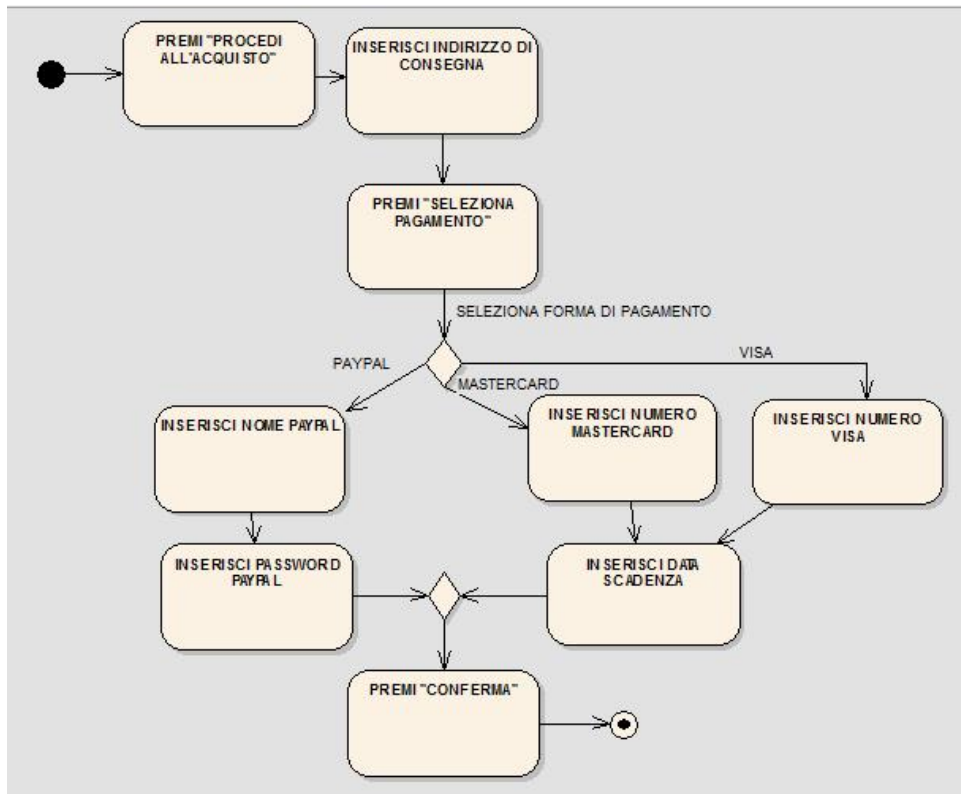 PREMI "PROCEDI
ALL'ACQUISTO"
INSERISCI INDIRIZZO DI
CONSEGNA
PREMI "SELEZIONA
PAGAMENTO"
SELEZIONA FORMA DI PAGAMENTO
PAYPAL
MASTERCARD
VISA
INSERISCI NOME PAYPAL
INSERISCI NUMERO
MASTERCARD
INSERISCI NUMERO
VISA
INSERISCI PASSWORD
PAYPAL
INSERISCI DATA
SCADENZA
PREMI "CONFERMA"